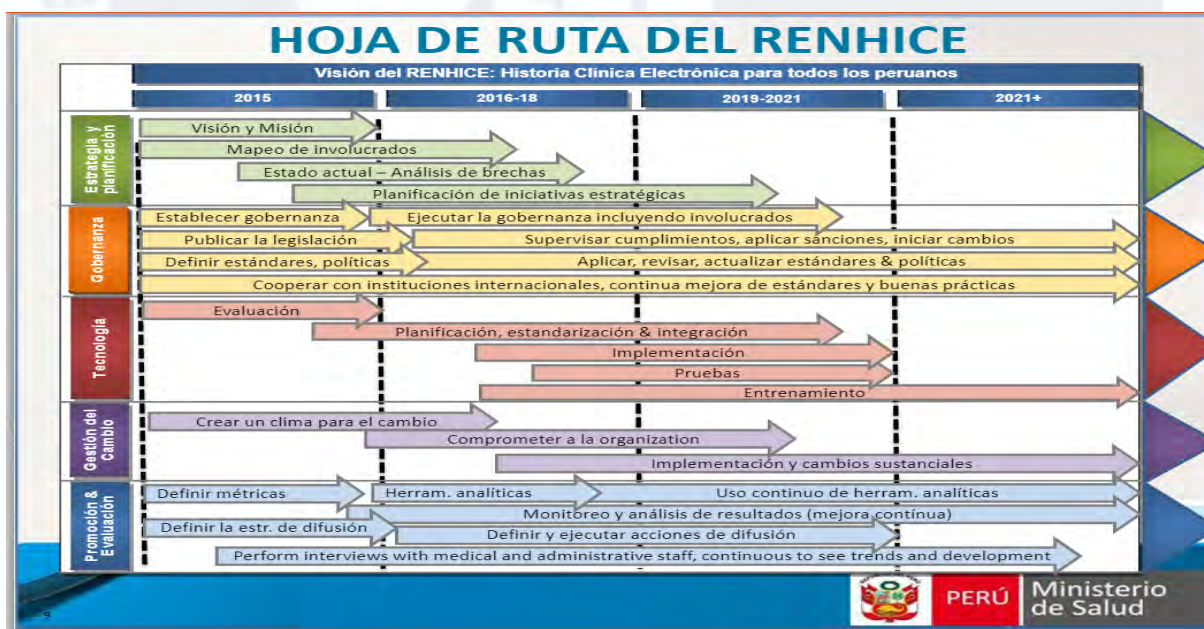 HOJA DE RUTA DEL RENHICE
Visión del RENHICE: Historia Clínica Electrónica para todos los peruanos
2015
2016-18
2019-2021
2021+
Estrategia y planificación
Visión y Misión
Mapeo de involucrados
Estado actual – Análisis de brechas
Planificación de iniciativas estratégicas
Gobernanza
Establecer gobernanza
Ejecutar la gobernanza incluyendo involucrados
Publicar la legislación
Supervisar cumplimientos, aplicar sanciones, iniciar cambios
Definir estándares, políticas
Aplicar, revisar, actualizar estándares & políticas
Cooperar con instituciones internacionales, continua mejora de estándares y buenas prácticas
Tecnología
Evaluación
Planificación, estandarización & integración
Implementación
Pruebas
Entrenamiento
Gestión del Cambio
Crear un clima para el cambio
Comprometer a la organization
Implementación y cambios sustanciales
Promoción & Evaluación
Definir métricas
Herram. analíticas
Uso continuo de herram. analíticas
Monitoreo y análisis de resultados (mejora contínua)
Definir la estr. de difusión
Definir y ejecutar acciones de difusión
Perform interviews with medical and administrative staff, continuous to see trends and development
9
PERÚ
Ministerio
de Salud